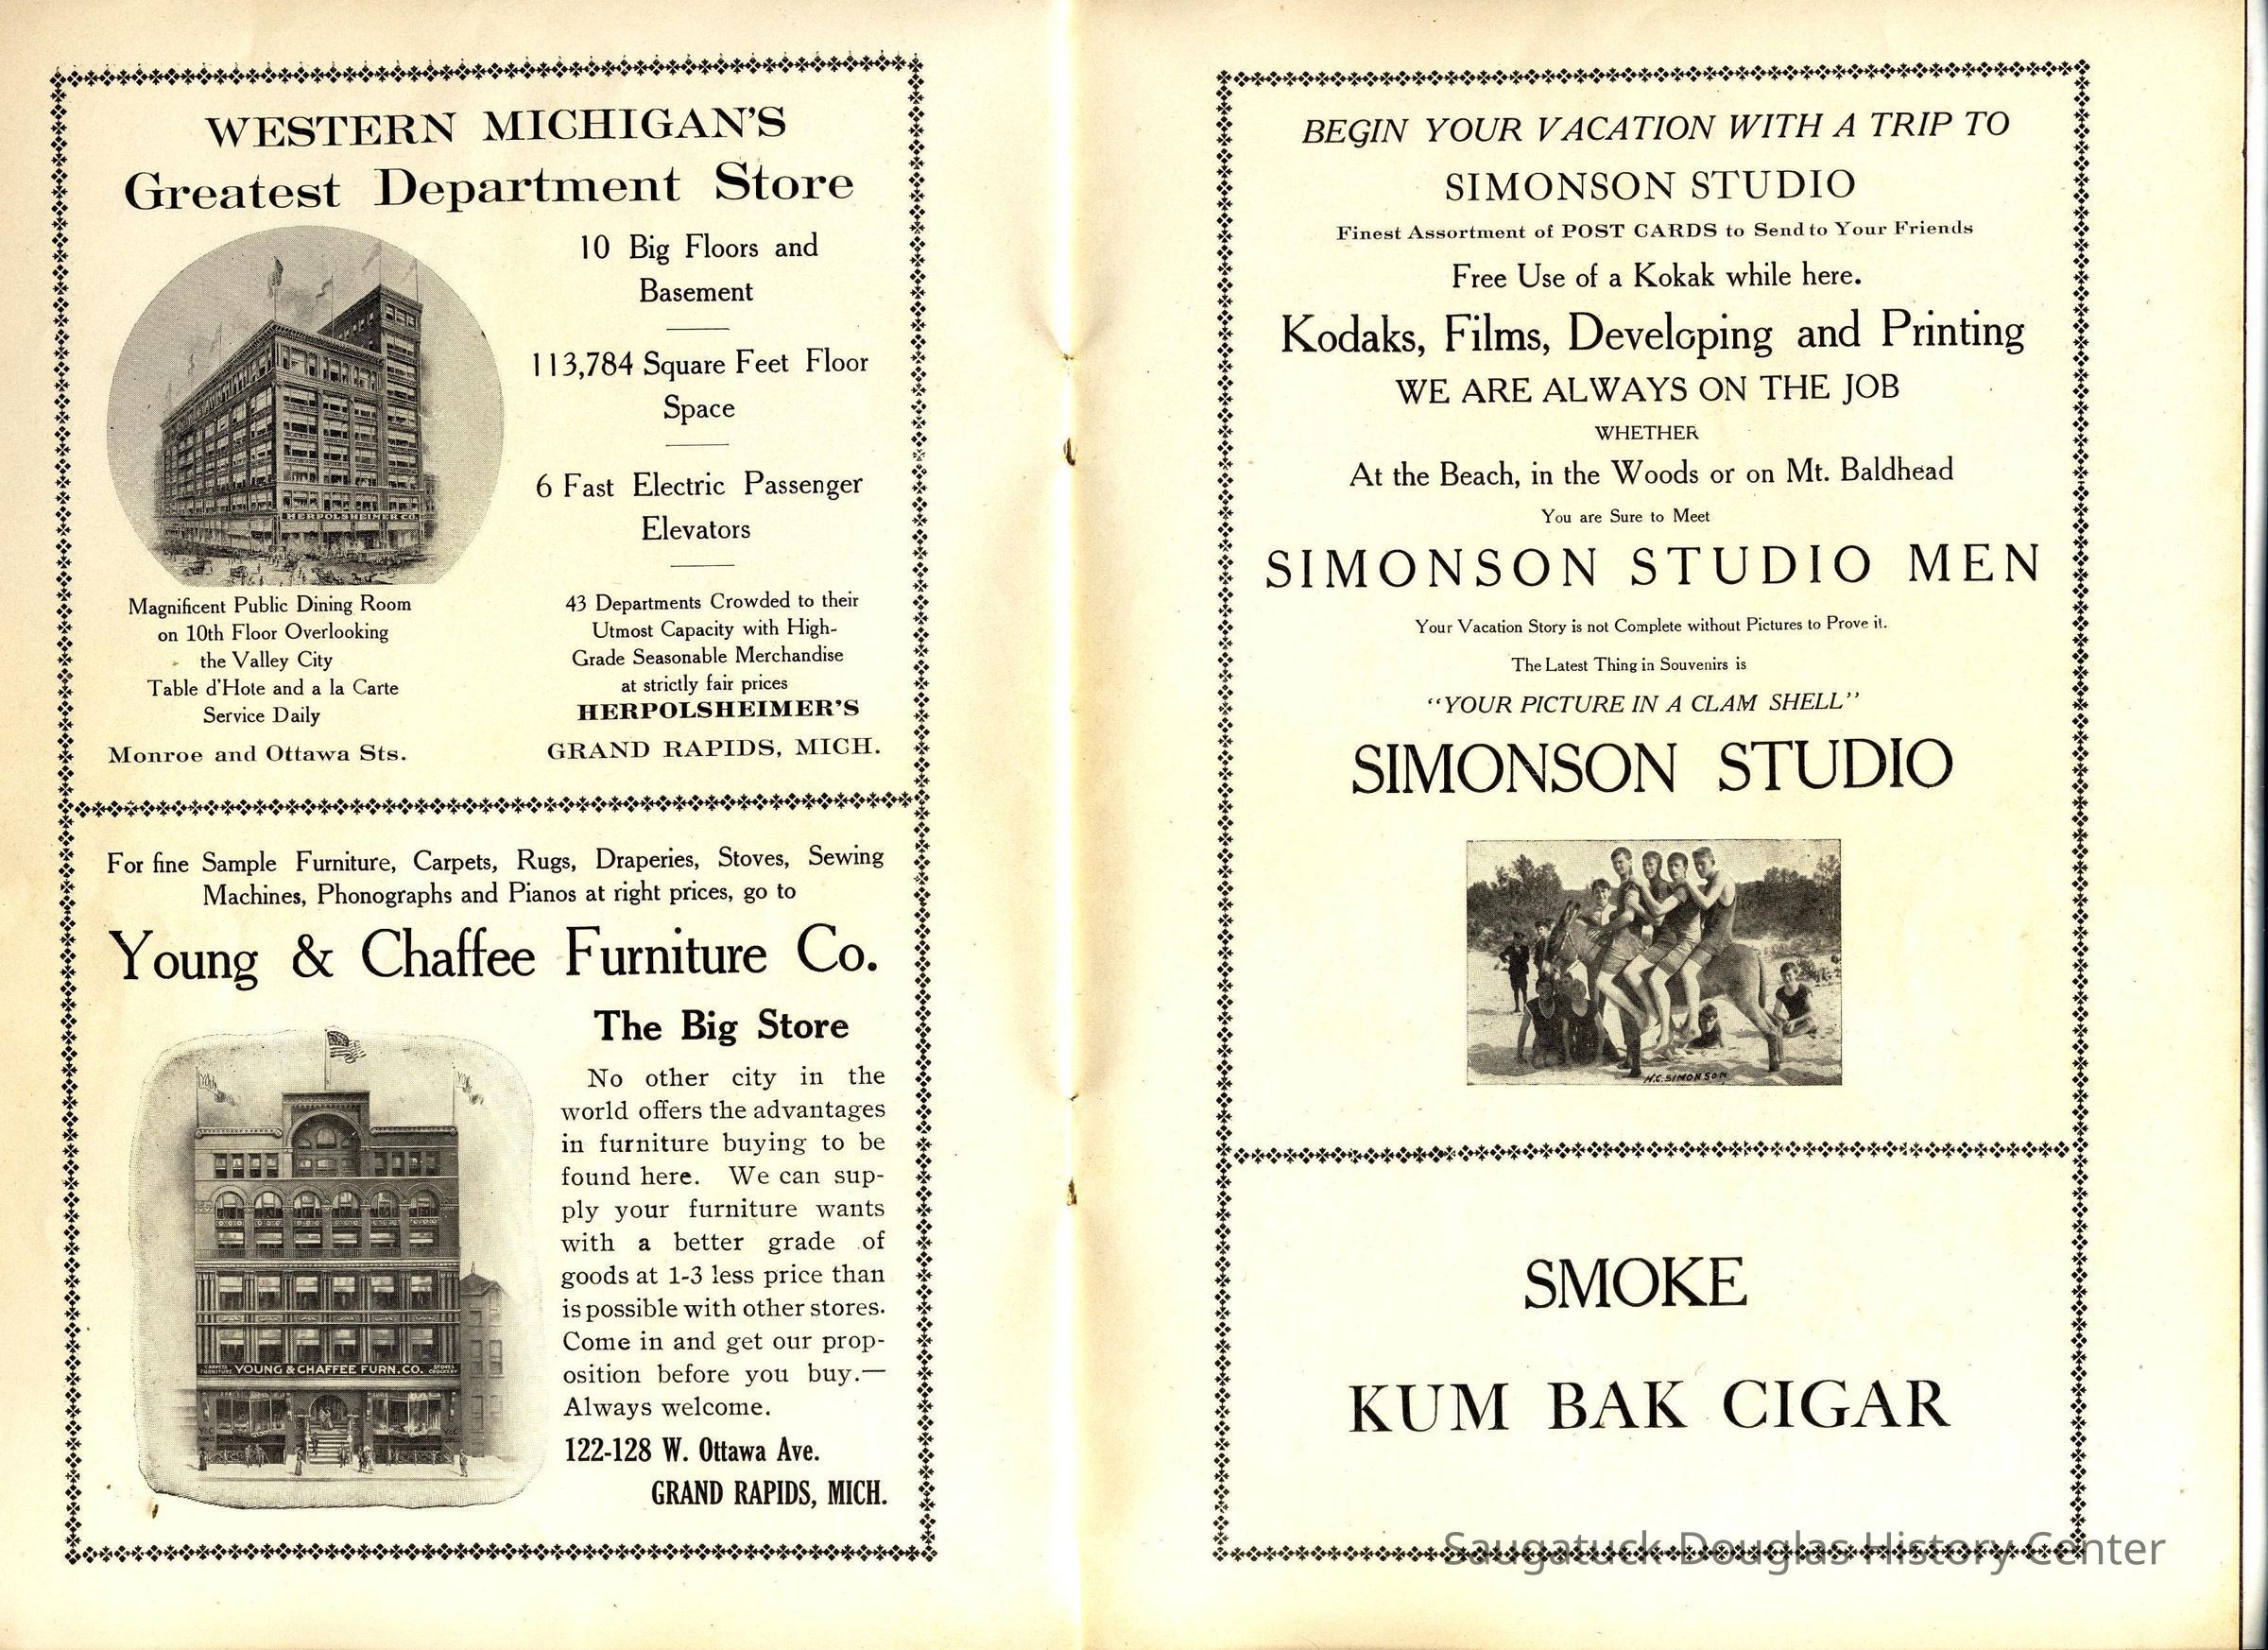 WESTERN MICHIGAN'S
Greatest Department Store
10 Big Floors and
Basement
113,784 Square Feet Floor
Space
6 Fast Electric Passenger
Elevators
HERPOLSHEIMER CO.
Magnificent Public Dining Room
on 10th Floor Overlooking
the Valley City
Table d'Hote and a la Carte
Service Daily
Monroe and Ottawa Sts.
43 Departments Crowded to their
Utmost Capacity with High-
Grade Seasonable Merchandise
at strictly fair prices
HERPOLSHEIMER'S
GRAND RAPIDS, MICH.
For fine Sample Furniture, Carpets, Rugs, Draperies, Stoves, Sewing
Machines, Phonographs and Pianos at right prices, go to
Young & Chaffee Furniture Co.
The Big Store
No other city in the
world offers the advantages
in furniture buying to be
found here. We can sup-
ply your furniture wants
with a better grade of
goods at 1-3 less price than
is possible with other stores.
Come in and get our prop-
osition before you buy.—
Always welcome.
122-128 W. Ottawa Ave.
GRAND RAPIDS, MICH.
CARPETS
FURNITURE
YOUNG & CHAFFEE FURN. CO.
STOVES
CROCKERY
BEGIN YOUR VACATION WITH A TRIP TO
SIMONSON STUDIO
Finest Assortment of POST CARDS to Send to Your Friends
Free Use of a Kokak while here.
Kodaks, Films, Developing and Printing
WE ARE ALWAYS ON THE JOB
WHETHER
At the Beach, in the Woods or on Mt. Baldhead
You are Sure to Meet
SIMONSON STUDIO MEN
Your Vacation Story is not Complete without Pictures to Prove it.
The Latest Thing in Souvenirs is
"YOUR PICTURE IN A CLAM SHELL"
SIMONSON STUDIO
H.C. SIMONSON
SMOKE
KUM BAK CIGAR
Saugatuck-Douglas History Center